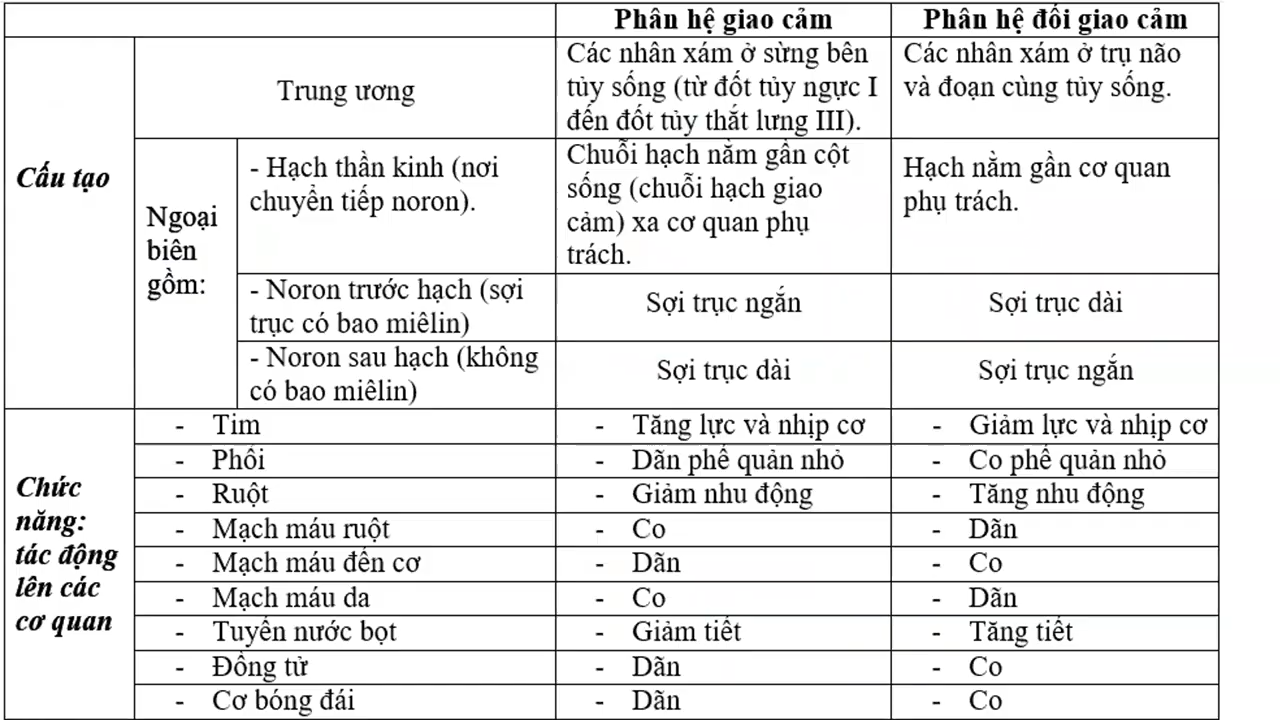 Phân hệ giao cảm
Phân hệ đối giao cảm
Cấu tạo
Trung ương
Các nhân xám ở sừng bên
tủy sống (từ đốt tủy ngực I
đến đốt tủy thắt lưng III).
Các nhân xám ở trụ não
và đoạn cùng tủy sống.
Ngoại
biên
gồm:
- Hạch thần kinh (nơi
chuyển tiếp noron).
Chuỗi hạch nằm gần cột
sống (chuỗi hạch giao
cảm) xa cơ quan phụ
trách.
Hạch nằm gần cơ quan
phụ trách.
- Noron trước hạch (sợi
trục có bao miêlin)
Sợi trục ngắn
Sợi trục dài
- Noron sau hạch (không
có bao miêlin)
Sợi trục dài
Sợi trục ngắn
Chức
năng:
tác động
lên các
cơ quan
- Tim
- Tăng lực và nhịp cơ
- Giảm lực và nhịp cơ
- Phổi
- Dãn phế quản nhỏ
- Co phế quản nhỏ
- Ruột
- Giảm nhu động
- Tăng nhu động
- Mạch máu ruột
- Co
- Dãn
- Mạch máu đến cơ
- Dãn
- Co
- Mạch máu da
- Co
- Dãn
- Tuyến nước bọt
- Giảm tiết
- Tăng tiết
- Đồng tử
- Dãn
- Co
- Cơ bóng đái
- Dãn
- Co